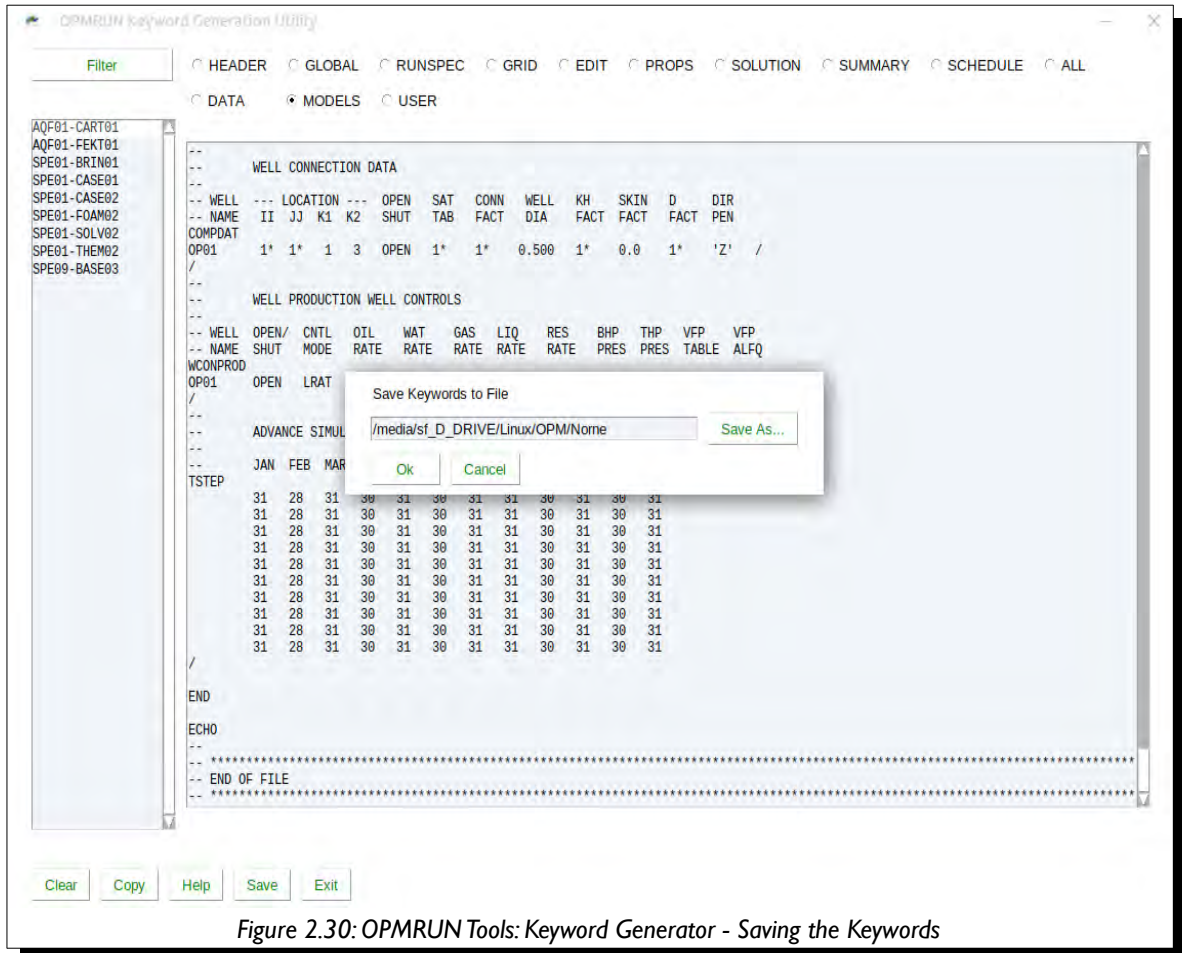 OPMRUN Keyword Generation Utility
Filter
HEADER GLOBAL RUNSPEC GRID EDIT PROPS SOLUTION SUMMARY SCHEDULE ALL
DATA MODELS USER
AQF01-CART01
AQF01-FEKT01
SPE01-BRIN01
SPE01-CASE01
SPE01-CASE02
SPE01-FOAM02
SPE01-SOLV02
SPE01-THEM02
SPE09-BASE03
--
-- WELL CONNECTION DATA
--
-- WELL --- LOCATION --- OPEN SAT CONN WELL KH SKIN D DIR
-- NAME II JJ K1 K2 SHUT TAB FACT DIA FACT FACT FACT PEN
COMPDAT
OP01 1* 1* 1 3 OPEN 1* 1* 0.500 1* 0.0 1* 'Z' /
/
--
-- WELL PRODUCTION WELL CONTROLS
--
-- WELL OPEN/ CNTL OIL WAT GAS LIQ RES BHP THP VFP VFP
-- NAME SHUT MODE RATE RATE RATE RATE RATE PRES PRES TABLE ALFQ
WCONPROD
OP01 OPEN LRAT
/
--
-- ADVANCE SIMUL
--
-- JAN FEB MAR
TSTEP
31 28 31 30 31 30 31 31 30 31 30 31
31 28 31 30 31 30 31 31 30 31 30 31
31 28 31 30 31 30 31 31 30 31 30 31
31 28 31 30 31 30 31 31 30 31 30 31
31 28 31 30 31 30 31 31 30 31 30 31
31 28 31 30 31 30 31 31 30 31 30 31
31 28 31 30 31 30 31 31 30 31 30 31
31 28 31 30 31 30 31 31 30 31 30 31
31 28 31 30 31 30 31 31 30 31 30 31
31 28 31 30 31 30 31 31 30 31 30 31
/
END
ECHO
--
-- ************************************************************************************************************
-- END OF FILE
-- ************************************************************************************************************
Save Keywords to File
/media/sf_D_DRIVE/Linux/OPM/Norne Save As...
Ok Cancel
Clear Copy Help Save Exit
Figure 2.30: OPMRUN Tools: Keyword Generator - Saving the Keywords